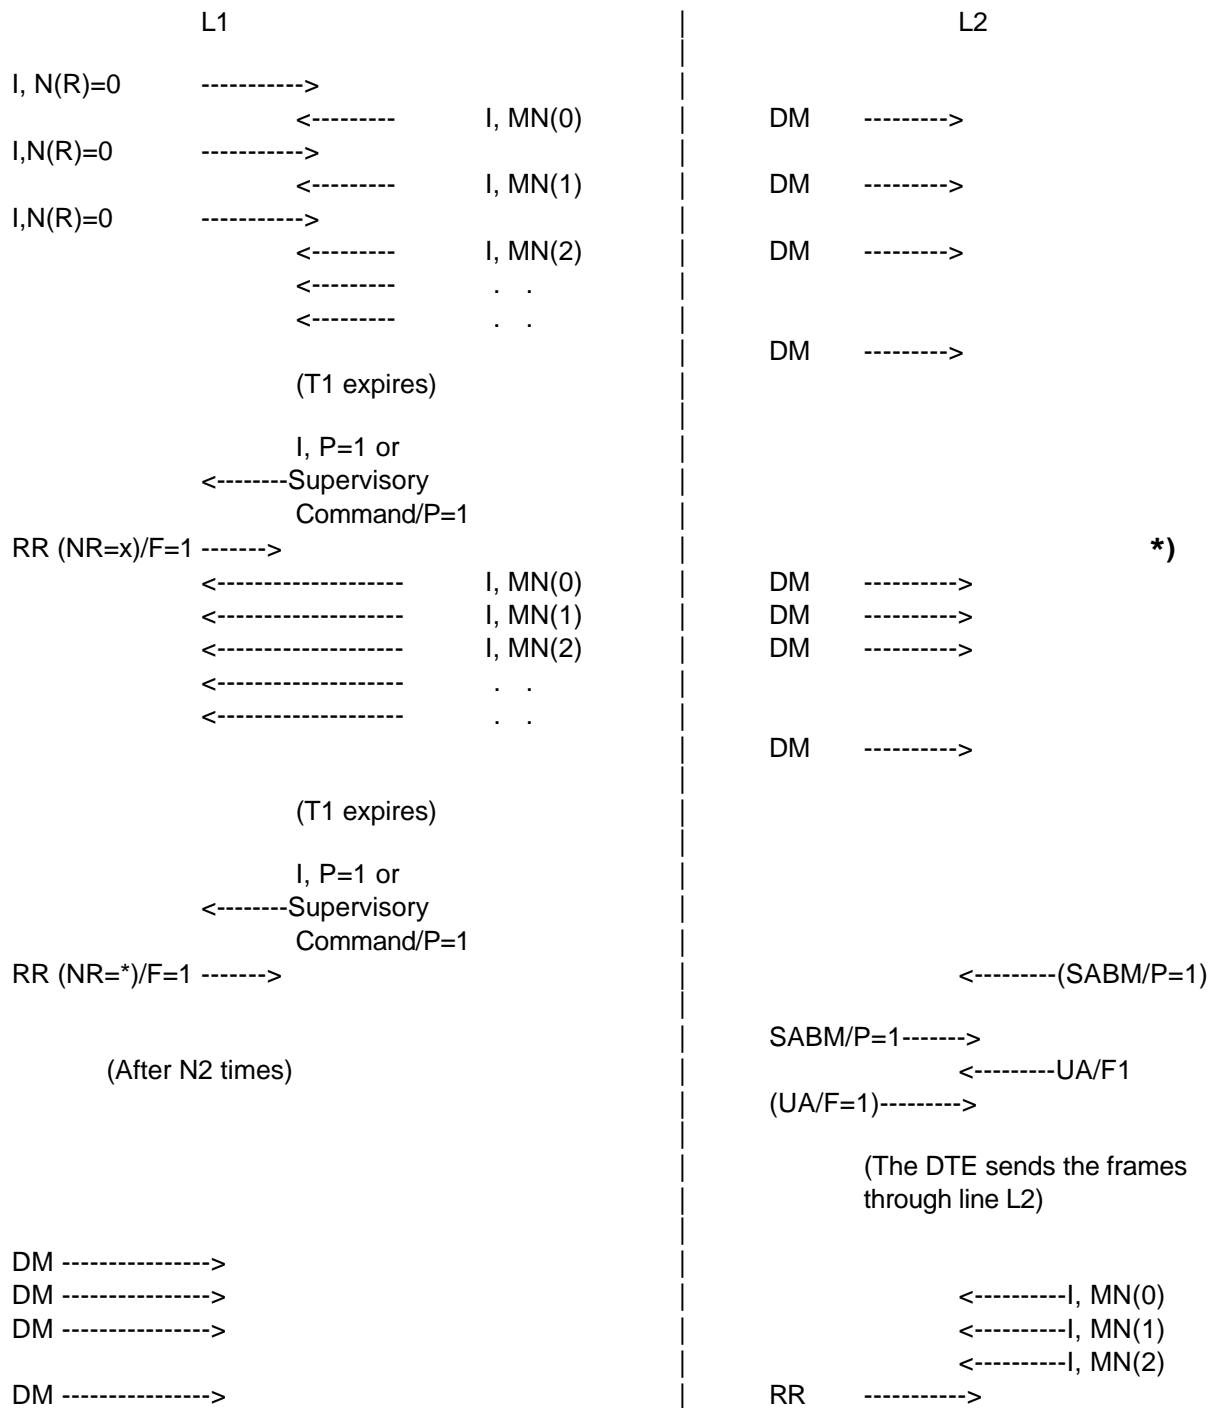 L1 | L2
I, N(R)=0 ----------->
<--------- I, MN(0) | DM --------->
I,N(R)=0 ----------->
<--------- I, MN(1) | DM --------->
I,N(R)=0 ----------->
<--------- I, MN(2) | DM --------->
<--------- . .
<--------- . .
DM --------->
(T1 expires)
I, P=1 or
<--------Supervisory
Command/P=1
RR (NR=x)/F=1 -------> | *)
<-------------------- I, MN(0) | DM ---------->
<-------------------- I, MN(1) | DM ---------->
<-------------------- I, MN(2) | DM ---------->
<-------------------- . .
<-------------------- . .
DM ---------->
(T1 expires)
I, P=1 or
<--------Supervisory
Command/P=1
RR (NR=*)/F=1 -------> | <---------(SABM/P=1)
SABM/P=1------->
(After N2 times) | <---------UA/F1
(UA/F=1)--------->
(The DTE sends the frames
through line L2)
DM ---------------->
DM ----------------> | <----------I, MN(0)
DM ----------------> | <----------I, MN(1)
<----------I, MN(2)
DM ----------------> | RR ----------->